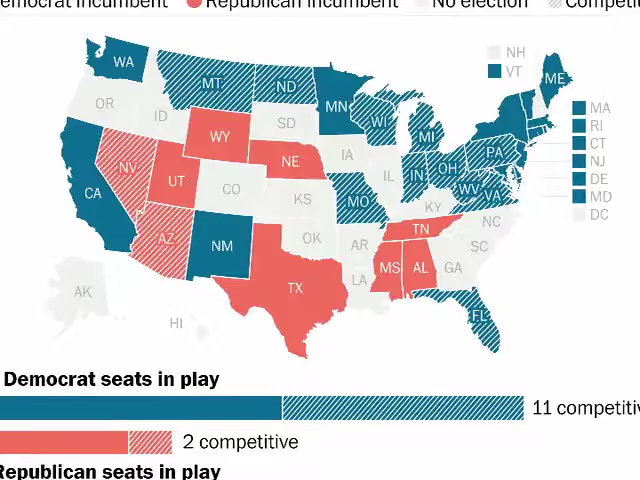 Democrat incumbent Republican incumbent No election Competi
NH
VT
WA
ME
MT
ND
OR
MN
MA
ID
SD
WI
RI
WY
MI
CT
NE
IA
PA
NJ
NV
IL
IN
OH
DE
UT
CO
WV
VA
MD
CA
KS
MO
KY
DC
AZ
NM
OK
AR
TN
NC
SC
MS
AL
GA
TX
LA
AK
HI
FL
Democrat seats in play
11 competitiv
2 competitive
Republican seats in play